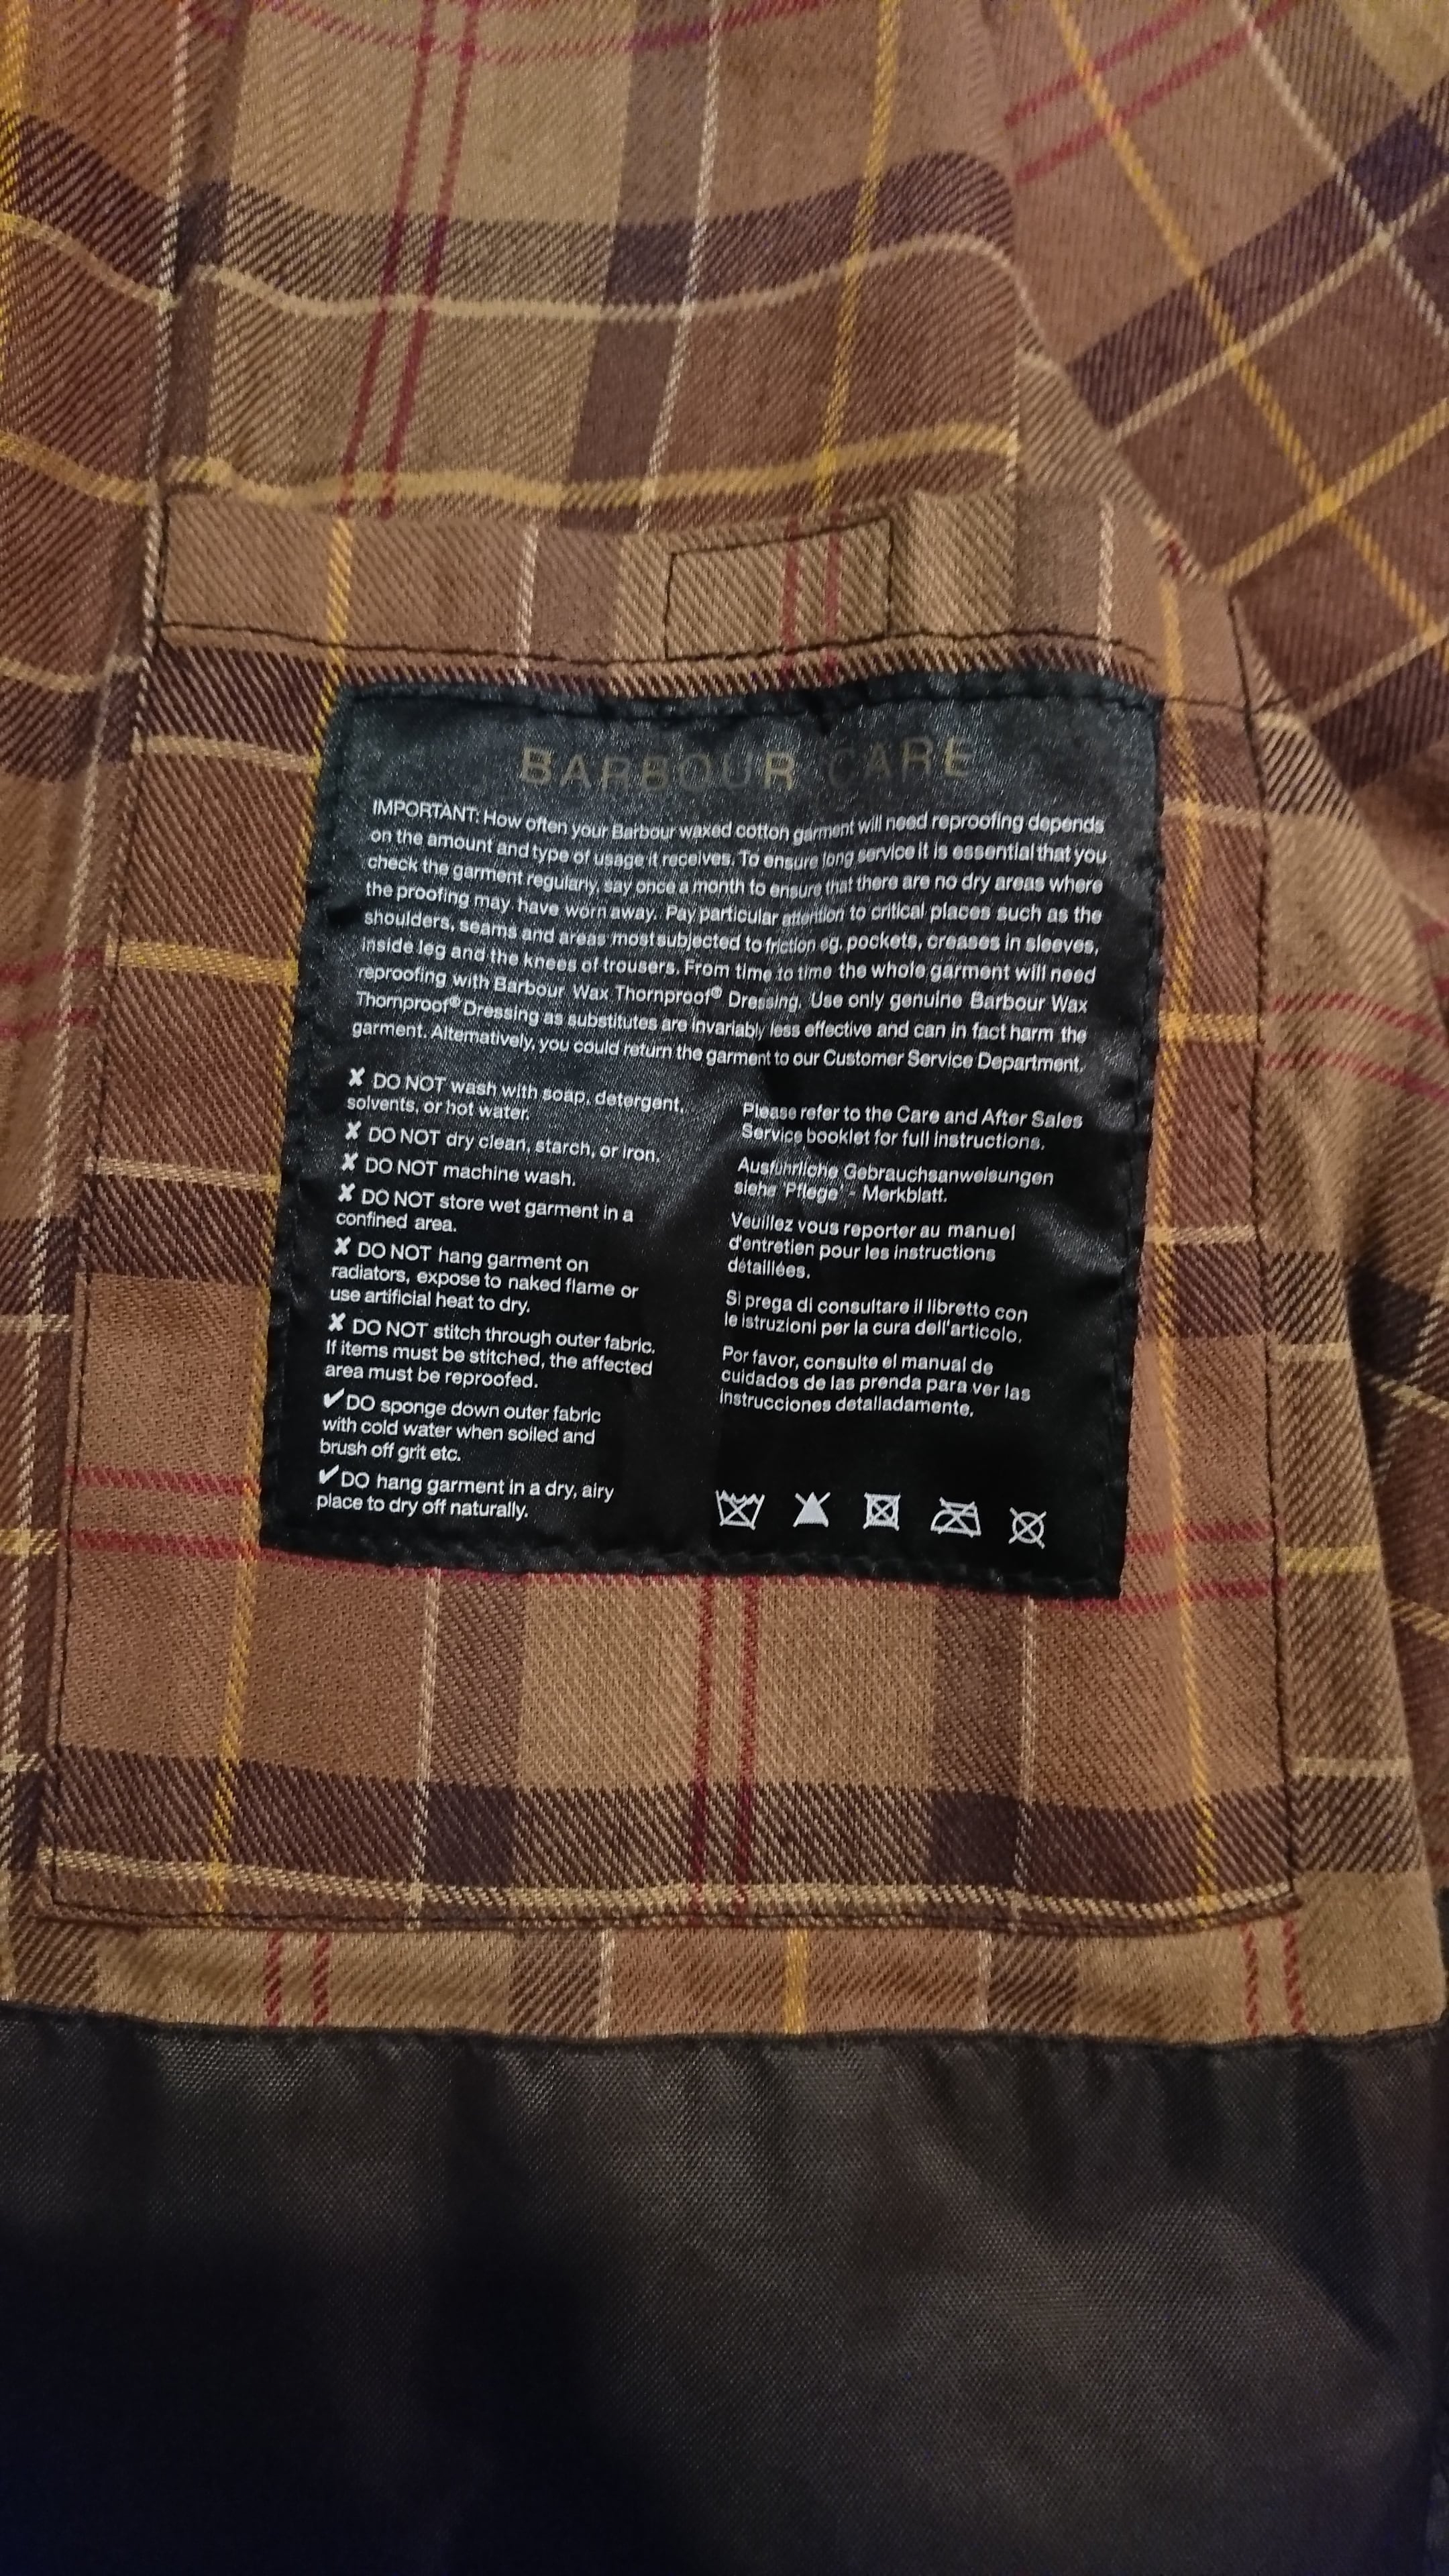 BARBOUR CARE
IMPORTANT: How often your Barbour waxed cotton garment will need reproofing depends
on the amount and type of usage it receives. To ensure long service it is essential that you
check the garment regularly, say once a month to ensure that there are no dry areas where
the proofing may have worn away. Pay particular attention to critical places such as the
shoulders, seams and areas most subjected to friction eg. pockets, creases in sleeves,
inside leg and the knees of trousers. From time to time the whole garment will need
reproofing with Barbour Wax Thornproof® Dressing. Use only genuine Barbour Wax
Thornproof® Dressing as substitutes are invariably less effective and can in fact harm the
garment. Alternatively, you could return the garment to our Customer Service Department.
✘ DO NOT wash with soap, detergent,
solvents, or hot water.
✘ DO NOT dry clean, starch, or iron.
✘ DO NOT machine wash.
✘ DO NOT store wet garment in a
confined area.
✘ DO NOT hang garment on
radiators, expose to naked flame or
use artificial heat to dry.
✘ DO NOT stitch through outer fabric.
If items must be stitched, the affected
area must be reproofed.
✔ DO sponge down outer fabric
with cold water when soiled and
brush off grit etc.
✔ DO hang garment in a dry, airy
place to dry off naturally.
Please refer to the Care and After Sales
Service booklet for full instructions.
Ausführliche Gebrauchsanweisungen
siehe 'Pflege' - Merkblatt.
Veuillez vous reporter au manuel
d'entretien pour les instructions
détaillées.
Si prega di consultare il libretto con
le istruzioni per la cura dell'articolo.
Por favor, consulte el manual de
cuidados de las prenda para ver las
instrucciones detalladamente.